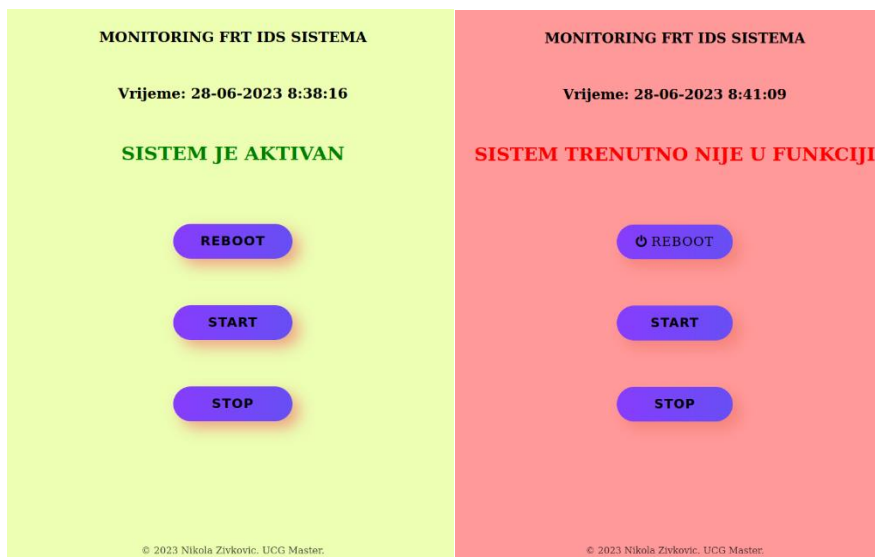 MONITORING FRT IDS SISTEMA
Vrijeme: 28-06-2023 8:38:16
SISTEM JE AKTIVAN
REBOOT
START
STOP
© 2023 Nikola Zivkovic. UCG Master.
MONITORING FRT IDS SISTEMA
Vrijeme: 28-06-2023 8:41:09
SISTEM TRENUTNO NIJE U FUNKCIJI
REBOOT
START
STOP
© 2023 Nikola Zivkovic. UCG Master.